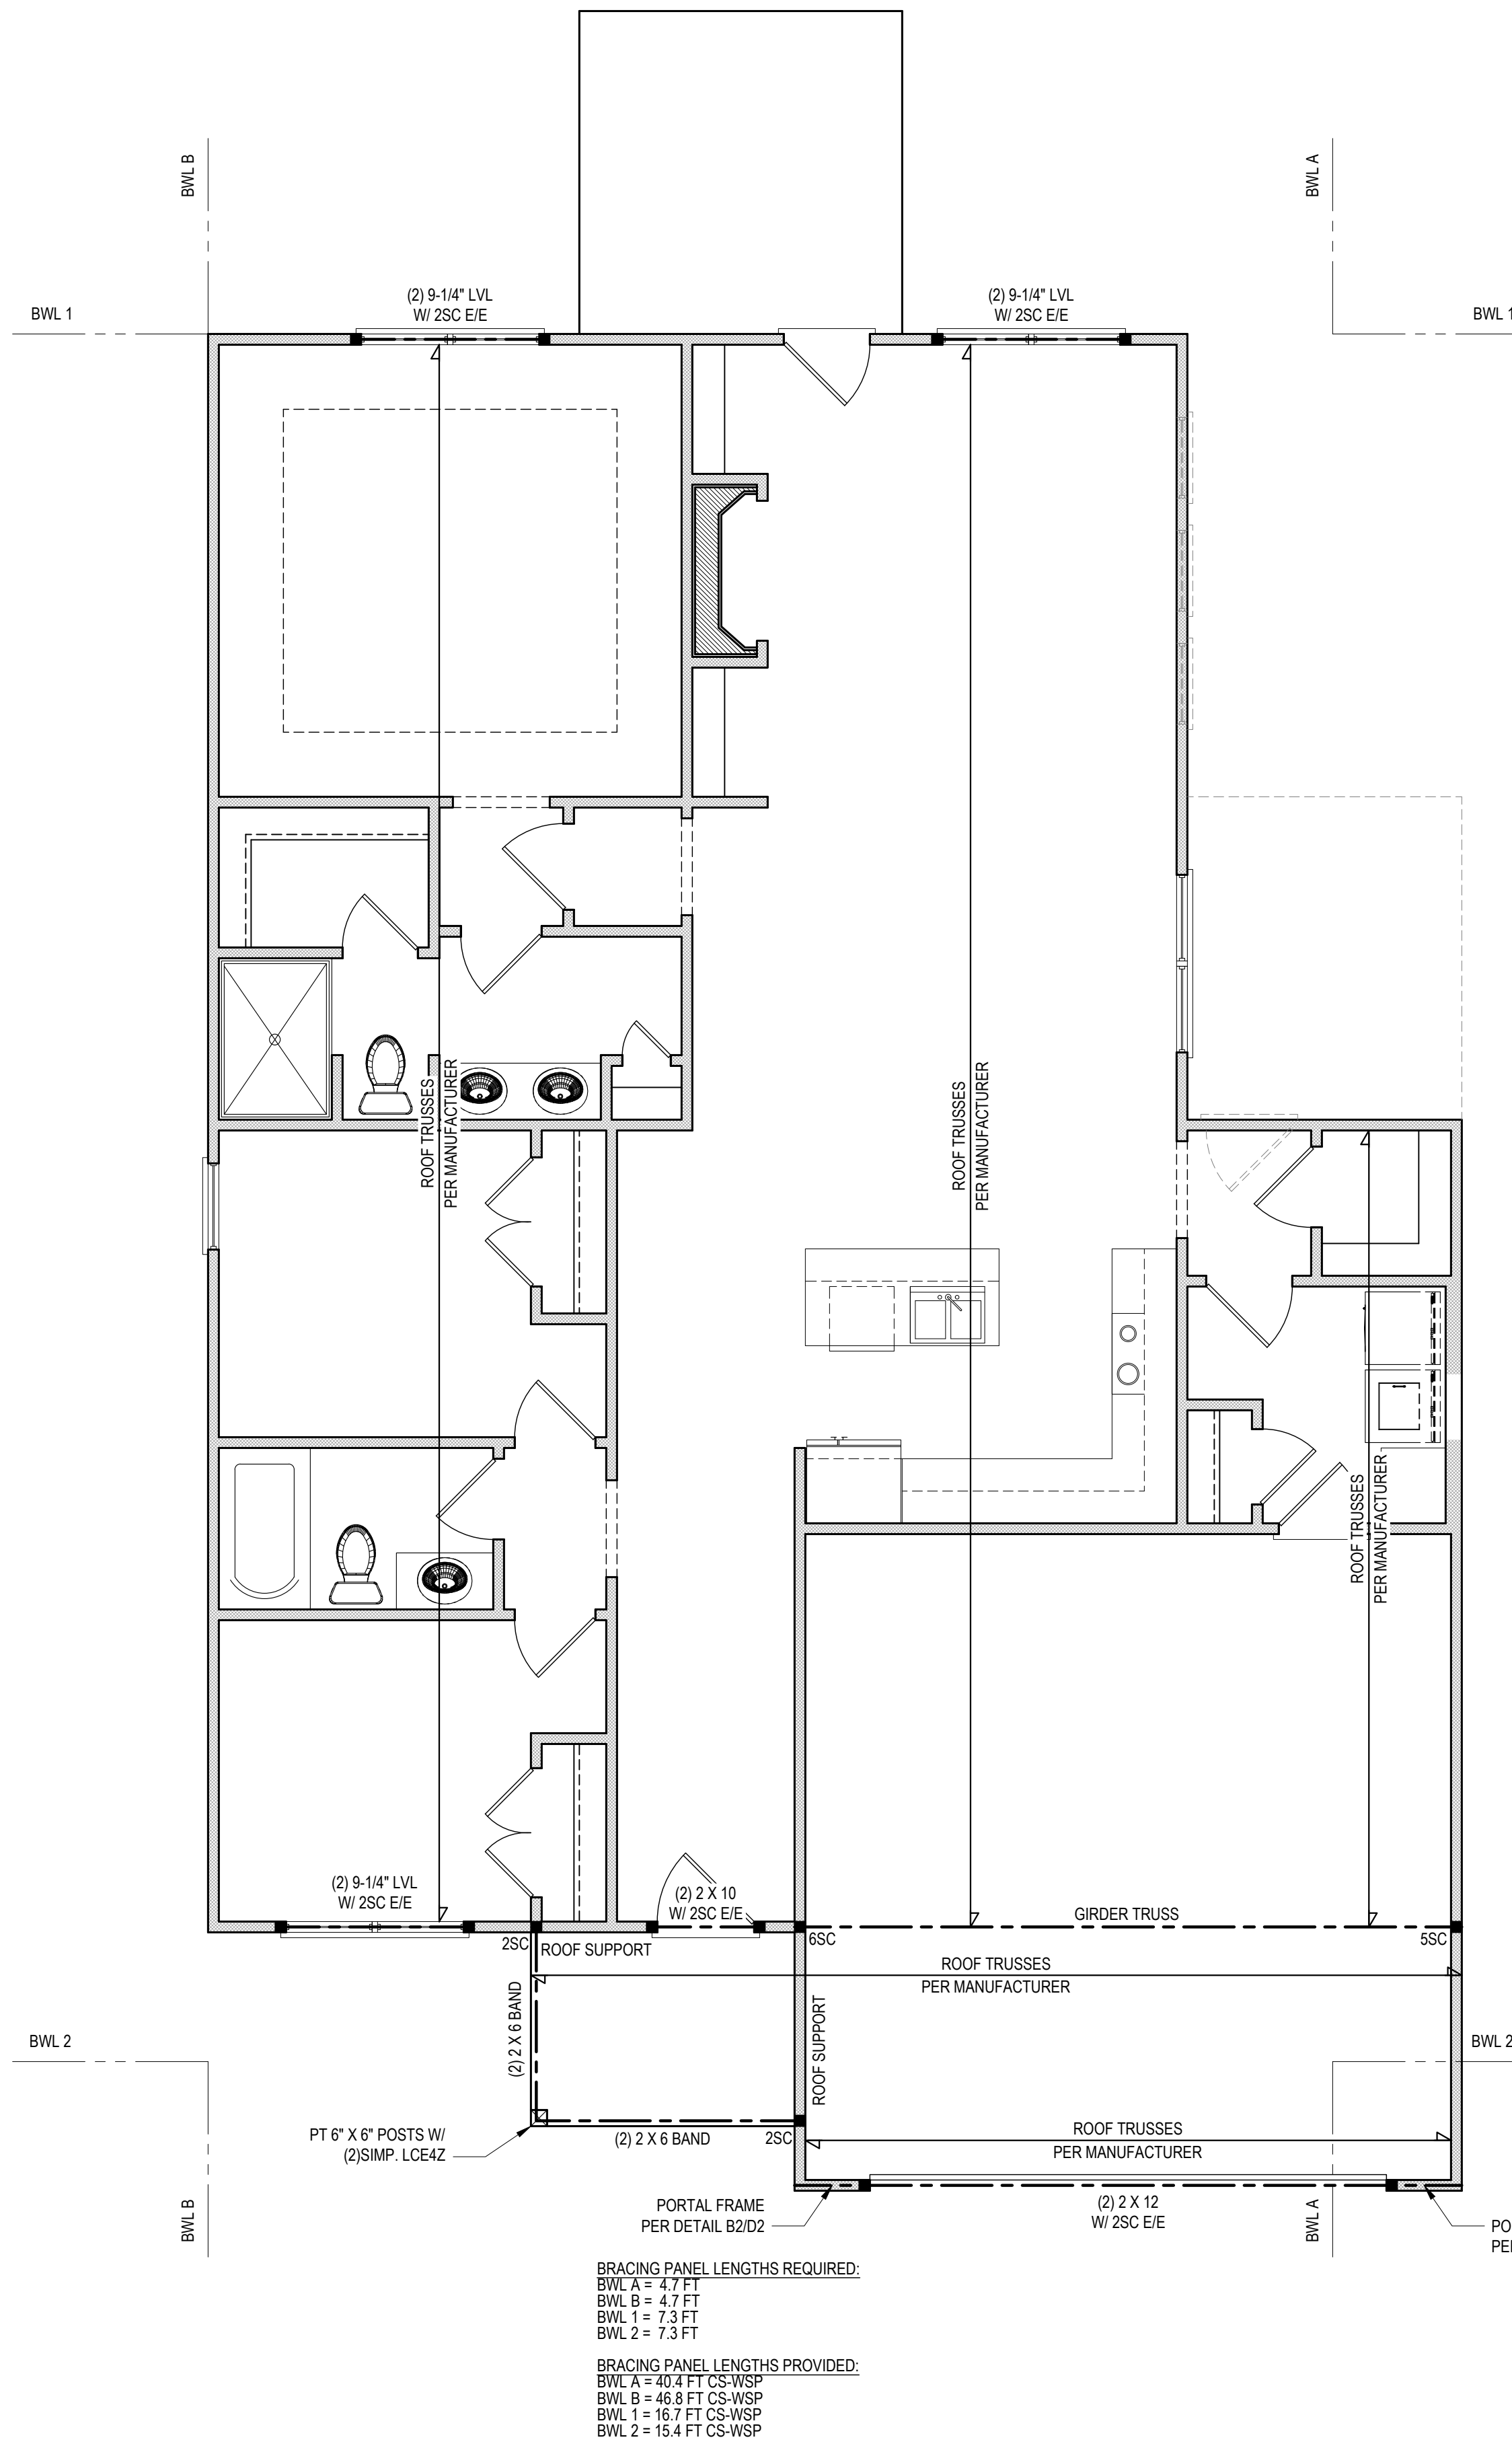 BWL B
BWL A
BWL 1
(2) 9-1/4" LVL
W/ 2SC E/E
(2) 9-1/4" LVL
W/ 2SC E/E
BWL 1
ROOF TRUSSES
PER MANUFACTURER
ROOF TRUSSES
PER MANUFACTURER
ROOF TRUSSES
PER MANUFACTURER
(2) 9-1/4" LVL
W/ 2SC E/E
(2) 2 X 10
W/ 2SC E/E
GIRDER TRUSS
2SC
ROOF SUPPORT
6SC
5SC
ROOF TRUSSES
PER MANUFACTURER
(2) 2 X 6 BAND
ROOF SUPPORT
BWL 2
BWL 2
PT 6" X 6" POSTS W/
(2)SIMP. LCE4Z
(2) 2 X 6 BAND
2SC
ROOF TRUSSES
PER MANUFACTURER
BWL B
PORTAL FRAME
PER DETAIL B2/D2
(2) 2 X 12
W/ 2SC E/E
BWL A
PO
PE
BRACING PANEL LENGTHS REQUIRED:
BWL A = 4.7 FT
BWL B = 4.7 FT
BWL 1 = 7.3 FT
BWL 2 = 7.3 FT
BRACING PANEL LENGTHS PROVIDED:
BWL A = 40.4 FT CS-WSP
BWL B = 46.8 FT CS-WSP
BWL 1 = 16.7 FT CS-WSP
BWL 2 = 15.4 FT CS-WSP